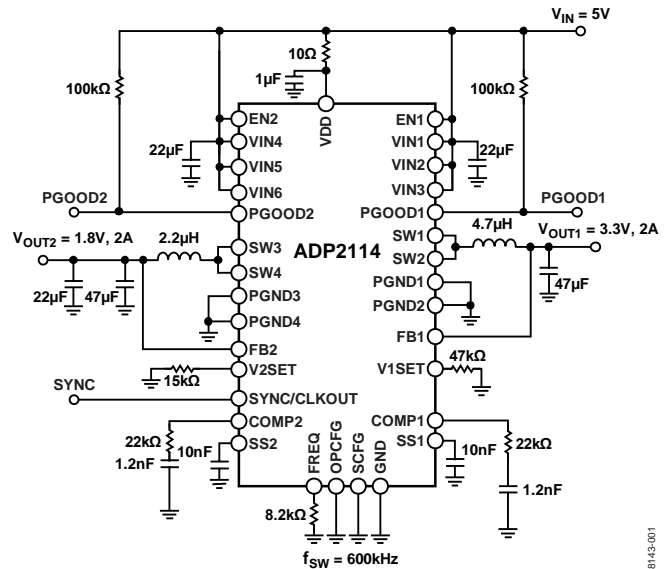 V_IN = 5V
10Ω
1µF
100kΩ
100kΩ
VDD
EN2
EN1
VIN4
VIN1
22µF
22µF
VIN5
VIN2
VIN6
VIN3
PGOOD2
PGOOD2
PGOOD1
PGOOD1
ADP2114
V_OUT2 = 1.8V, 2A
2.2µH
SW3
SW1
4.7µH
V_OUT1 = 3.3V, 2A
SW4
SW2
22µF
47µF
PGND3
PGND1
47µF
PGND4
PGND2
FB2
FB1
V2SET
V1SET
15kΩ
47kΩ
SYNC
SYNC/CLKOUT
COMP2
COMP1
22kΩ
10nF
SS2
SS1
10nF
22kΩ
1.2nF
1.2nF
FREQ
OPCFG
SCFG
GND
8.2kΩ
f_SW = 600kHz
8143-001